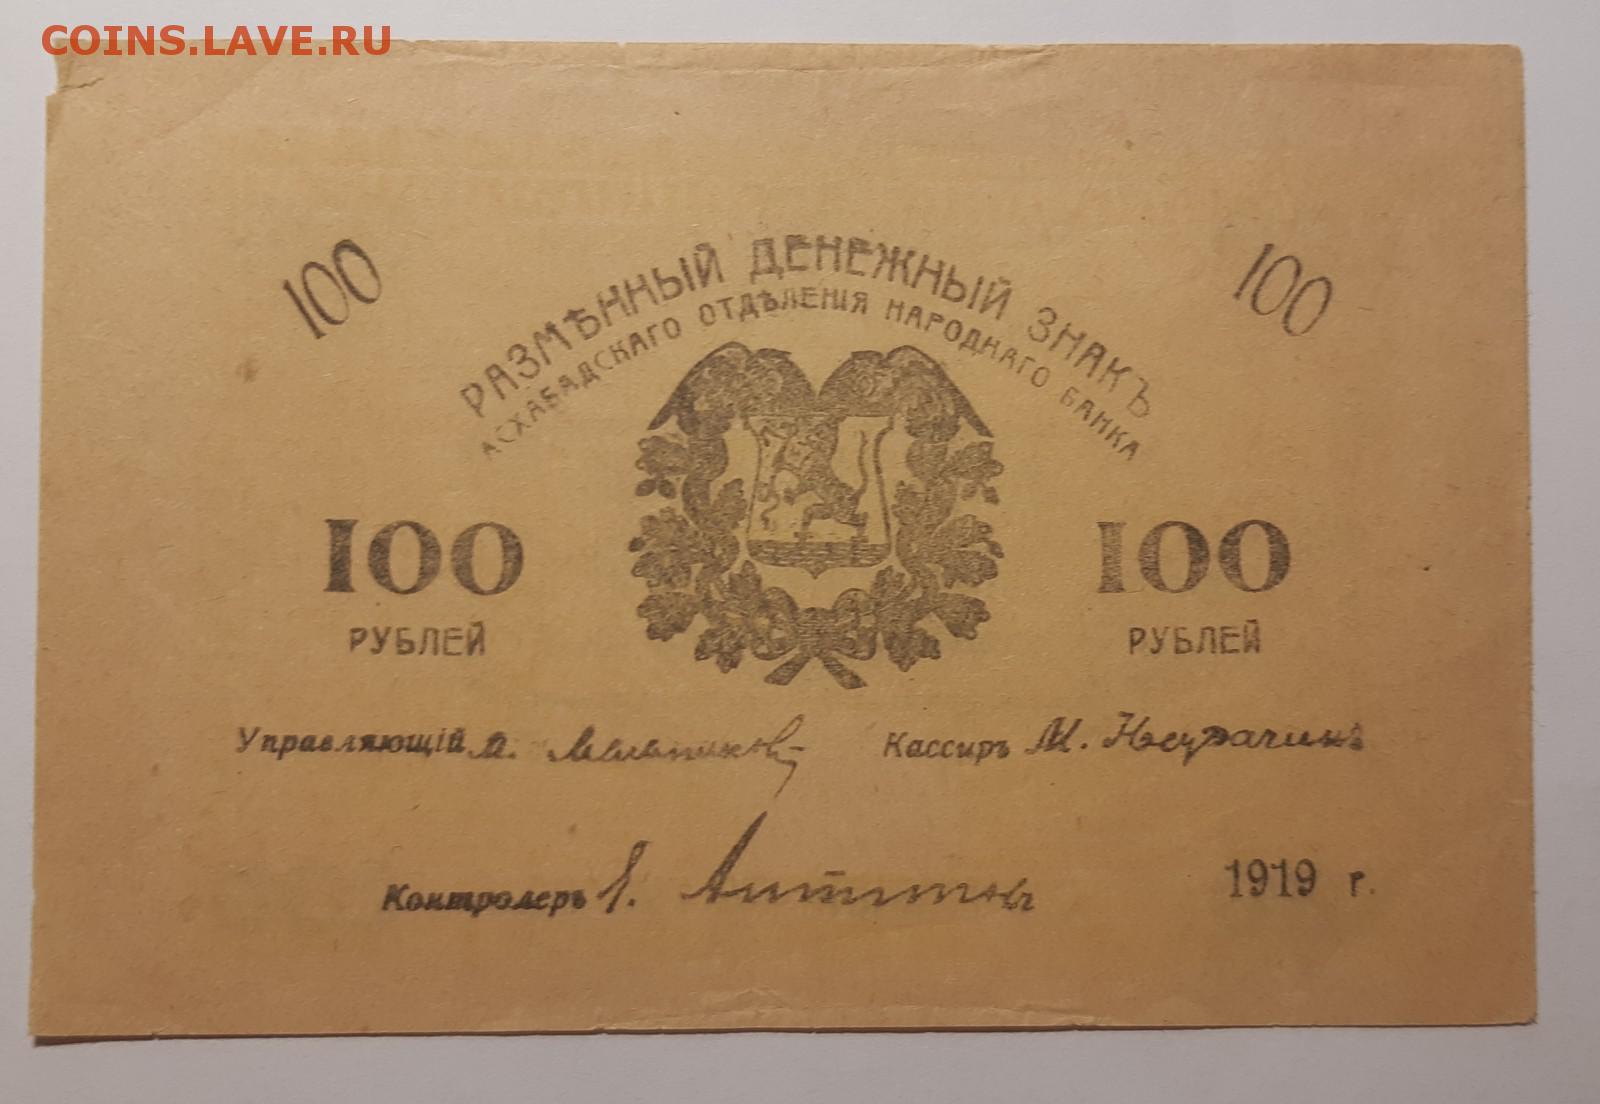 COINS.LAVE.RU
100 100
РАЗМѢННЫЙ ДЕНЕЖНЫЙ ЗНАКЪ
АСХАБАДСКАГО ОТДѢЛЕНІЯ НАРОДНАГО БАНКА
100 100
РУБЛЕЙ РУБЛЕЙ
Управляющій Кассиръ М.
Контролеръ
1919 г.